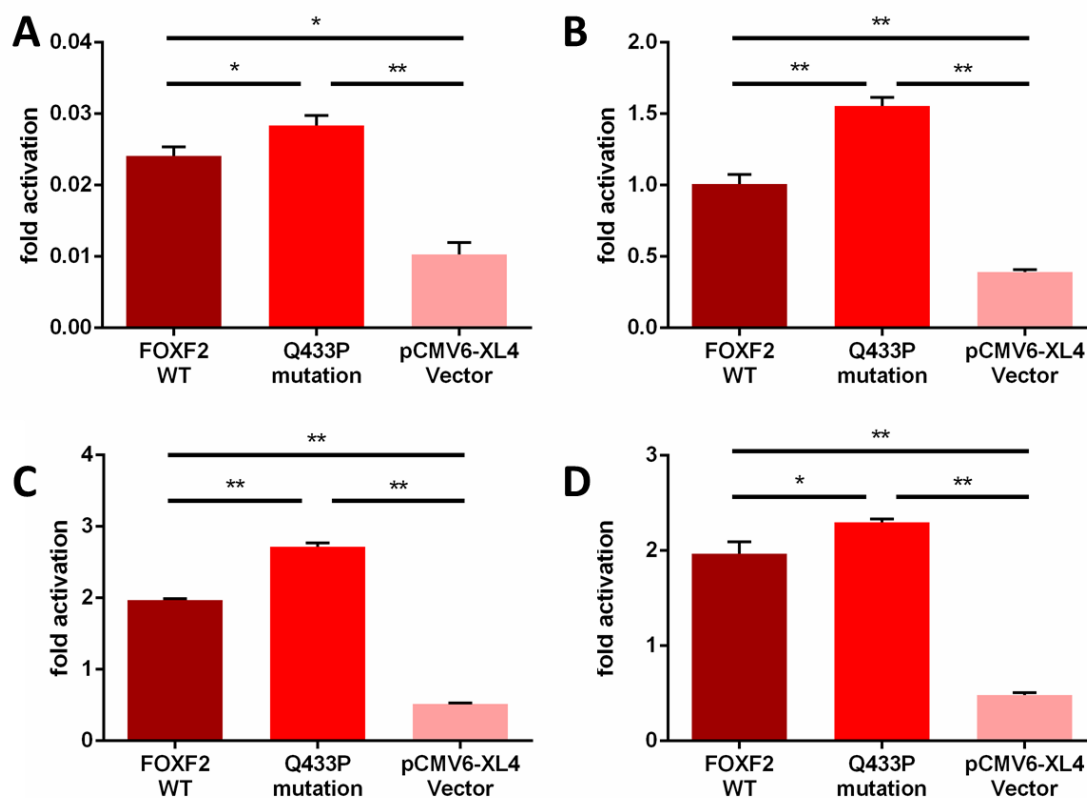 A
fold activation
0.04
0.03
0.02
0.01
0.00
*
*
**
FOXF2
WT
Q433P
mutation
pCMV6-XL4
Vector
B
fold activation
2.0
1.5
1.0
0.5
0.0
**
**
**
FOXF2
WT
Q433P
mutation
pCMV6-XL4
Vector
C
fold activation
4
3
2
1
0
**
**
**
FOXF2
WT
Q433P
mutation
pCMV6-XL4
Vector
D
fold activation
3
2
1
0
**
*
**
FOXF2
WT
Q433P
mutation
pCMV6-XL4
Vector